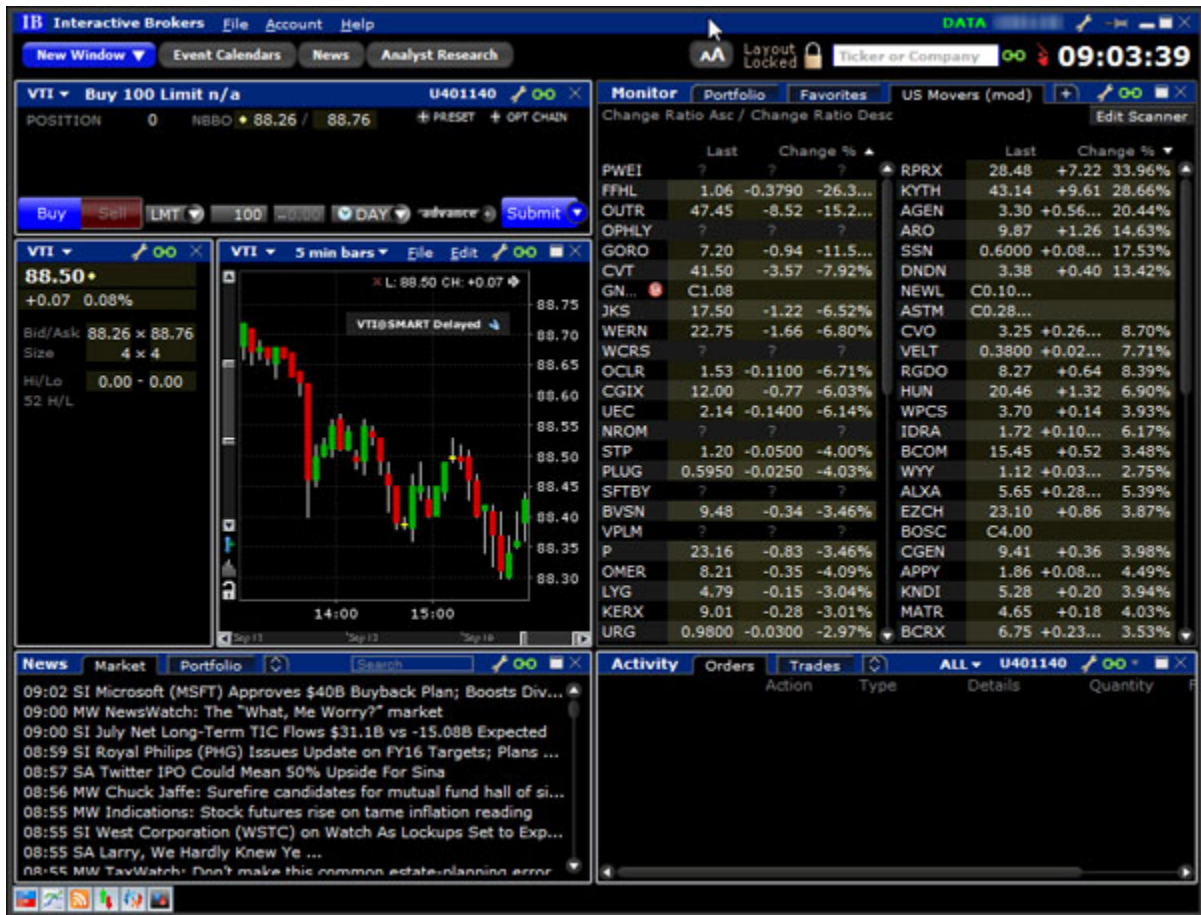 IB Interactive Brokers File Account Help DATA
New Window ▼ Event Calendars News Analyst Research AA Layout Locked Ticker or Company 09:03:39
VTI ▾ Buy 100 Limit n/a U401140
POSITION 0 NBBO 88.26 / 88.76 + PRESET + OPT CHAIN
Buy Sell LMT 100 DAY advance Submit
VTI ▾
88.50
+0.07 0.08%
Bid/Ask 88.26 × 88.76
Size 4 × 4
Hi/Lo 0.00 - 0.00
52 H/L
VTI ▾ 5 min bars ▾ File Edit
L: 88.50 CH: +0.07
VTI@SMART Delayed
88.75
88.70
88.65
88.60
88.55
88.50
88.45
88.40
88.35
88.30
14:00 15:00
Sep 13
Monitor Portfolio Favorites US Movers (mod) +
Change Ratio Asc / Change Ratio Desc Edit Scanner
Last Change % ▲ Last Change % ▼
PWEI ? ? ? RPRX 28.48 +7.22 33.96%
FFHL 1.06 -0.3790 -26.3... KYTH 43.14 +9.61 28.66%
OUTR 47.45 -8.52 -15.2... AGEN 3.30 +0.56... 20.44%
OPHLY ? ? ? ARO 9.87 +1.26 14.63%
GORO 7.20 -0.94 -11.5... SSN 0.6000 +0.08... 17.53%
CVT 41.50 -3.57 -7.92% DNDN 3.38 +0.40 13.42%
GN... C1.08 NEWL C0.10...
JKS 17.50 -1.22 -6.52% ASTM C0.28...
WERN 22.75 -1.66 -6.80% CVO 3.25 +0.26... 8.70%
WCRS ? ? ? VELT 0.3800 +0.02... 7.71%
OCLR 1.53 -0.1100 -6.71% RGDO 8.27 +0.64 8.39%
CGIX 12.00 -0.77 -6.03% HUN 20.46 +1.32 6.90%
UEC 2.14 -0.1400 -6.14% WPCS 3.70 +0.14 3.93%
NROM ? ? ? IDRA 1.72 +0.10... 6.17%
STP 1.20 -0.0500 -4.00% BCOM 15.45 +0.52 3.48%
PLUG 0.5950 -0.0250 -4.03% WYY 1.12 +0.03... 2.75%
SFTBY ? ? ? ALXA 5.65 +0.28... 5.39%
BVSN 9.48 -0.34 -3.46% EZCH 23.10 +0.86 3.87%
VPLM ? ? ? BOSC C4.00
P 23.16 -0.83 -3.46% CGEN 9.41 +0.36 3.98%
OMER 8.21 -0.35 -4.09% APPY 1.86 +0.08... 4.49%
LYG 4.79 -0.15 -3.04% KNDI 5.28 +0.20 3.94%
KERX 9.01 -0.28 -3.01% MATR 4.65 +0.18 4.03%
URG 0.9800 -0.0300 -2.97% BCRX 6.75 +0.23... 3.53%
News Market Portfolio Search
09:02 SI Microsoft (MSFT) Approves $40B Buyback Plan; Boosts Div...
09:00 MW NewsWatch: The "What, Me Worry?" market
09:00 SI July Net Long-Term TIC Flows $31.1B vs -15.08B Expected
08:59 SI Royal Philips (PHG) Issues Update on FY16 Targets; Plans ...
08:57 SA Twitter IPO Could Mean 50% Upside For Sina
08:56 MW Chuck Jaffe: Surefire candidates for mutual fund hall of si...
08:55 MW Indications: Stock futures rise on tame inflation reading
08:55 SI West Corporation (WSTC) on Watch As Lockups Set to Exp...
08:55 SA Larry, We Hardly Knew Ye ...
08:55 MW TaxWatch: Don't make this common estate-planning error
Activity Orders Trades ALL ▾ U401140
Action Type Details Quantity F